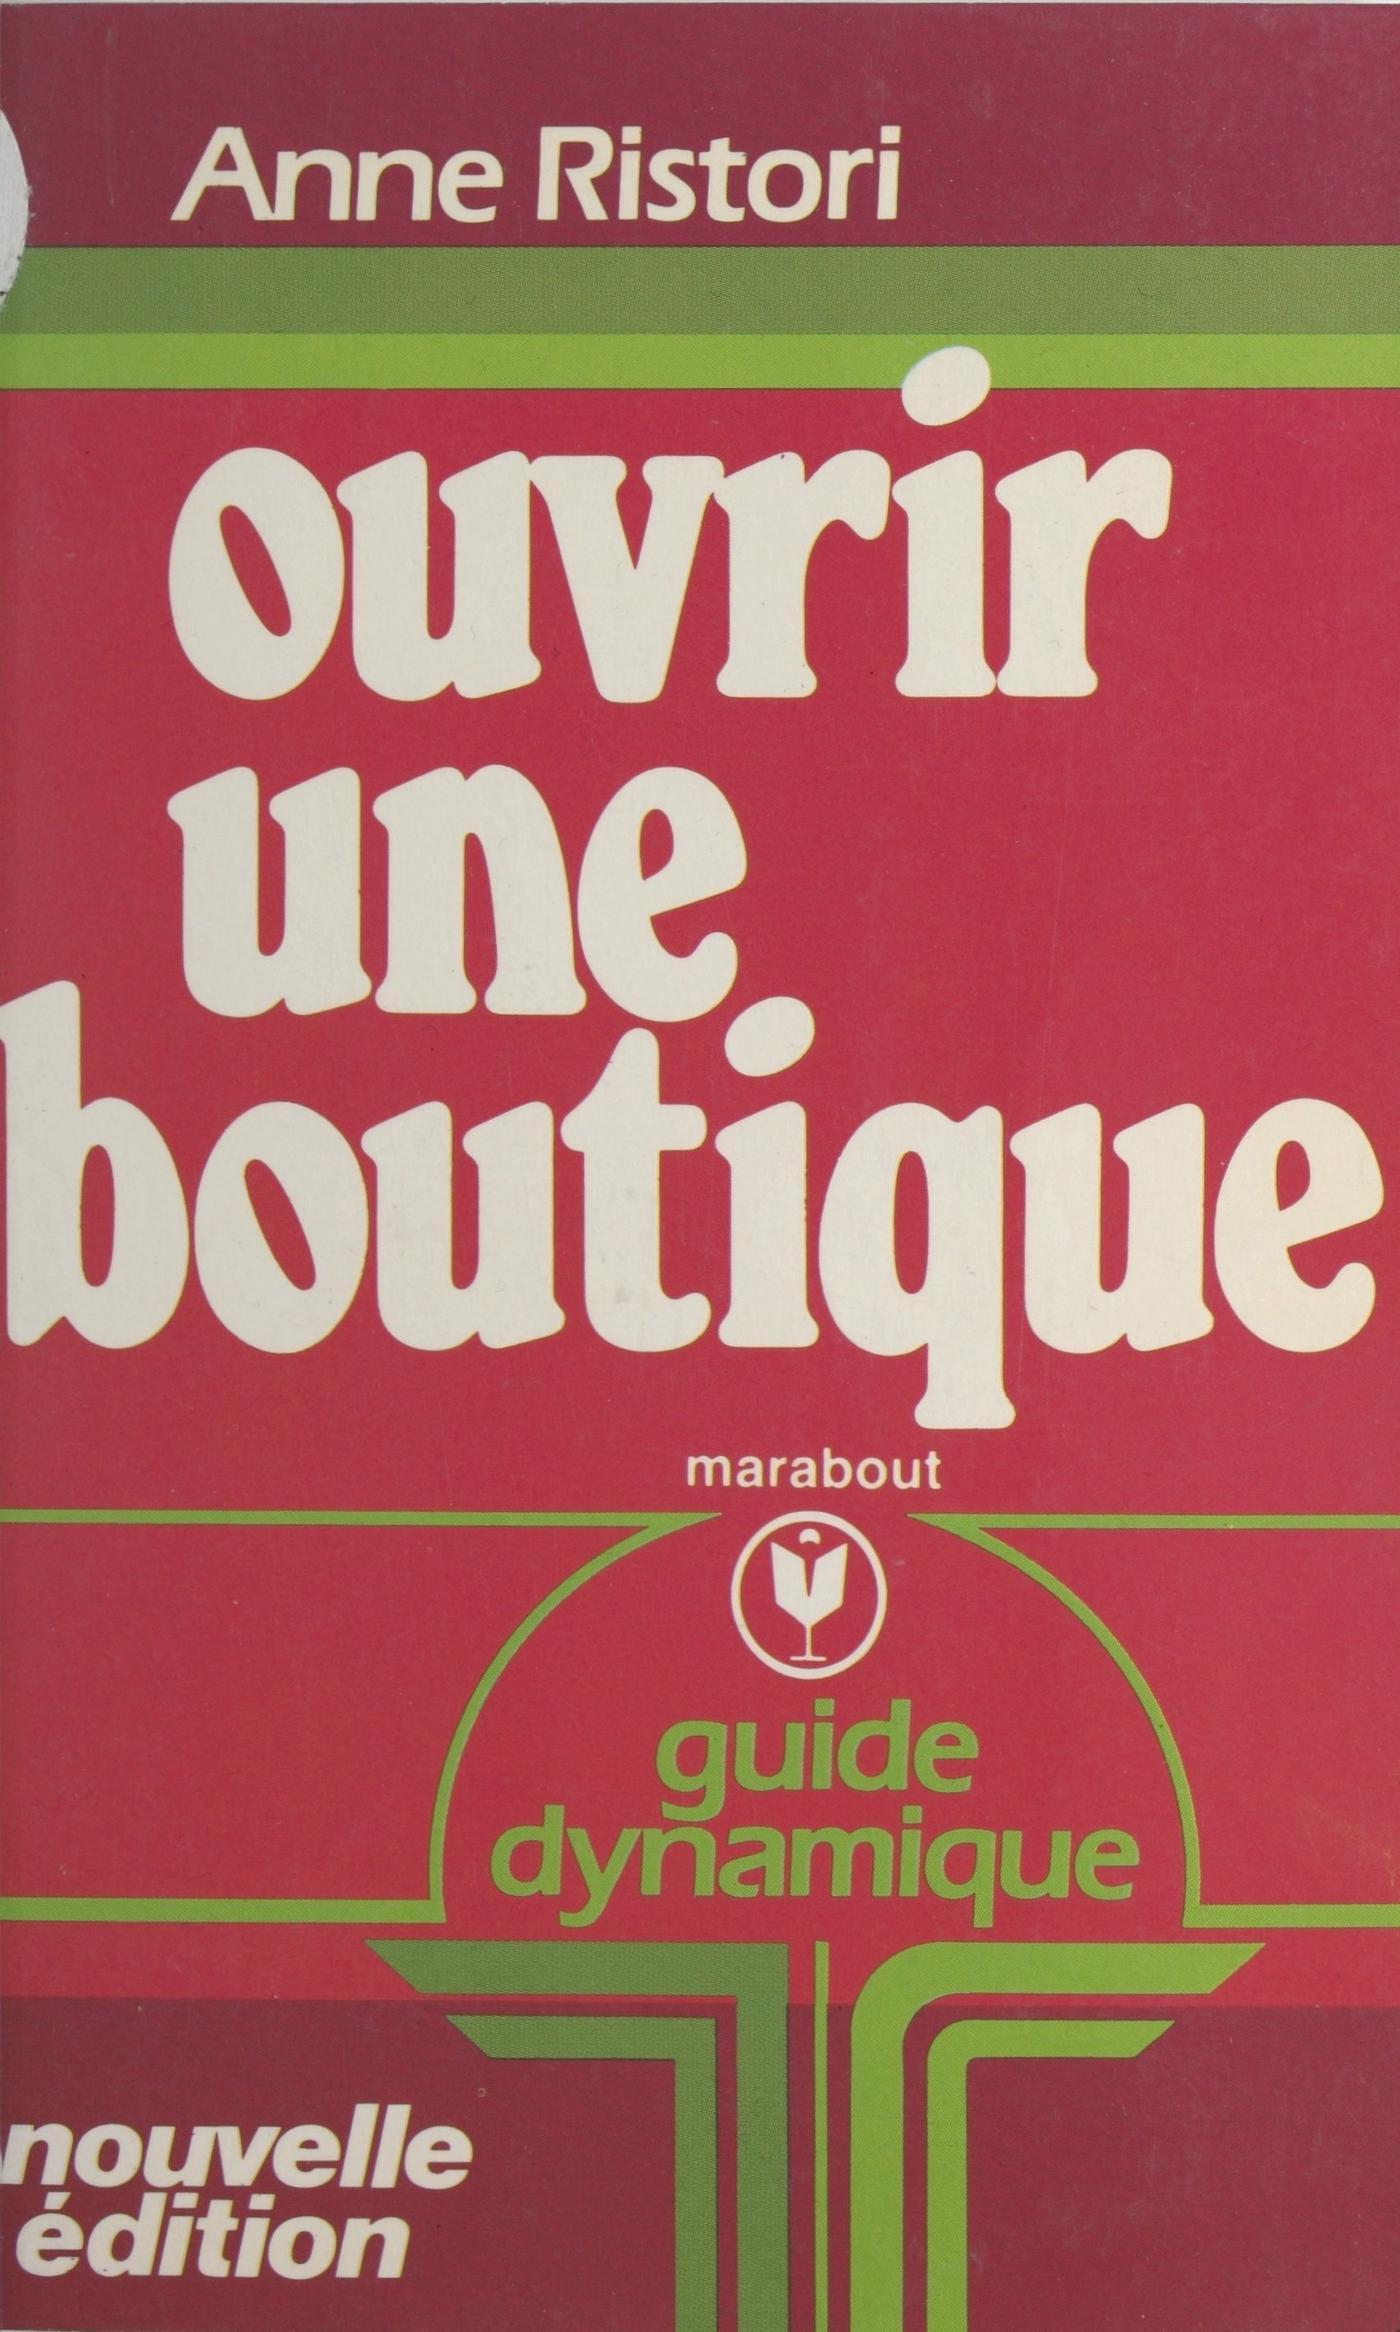 Anne Ristori
ouvrir
une
boutique
marabout
guide
dynamique
nouvelle
édition